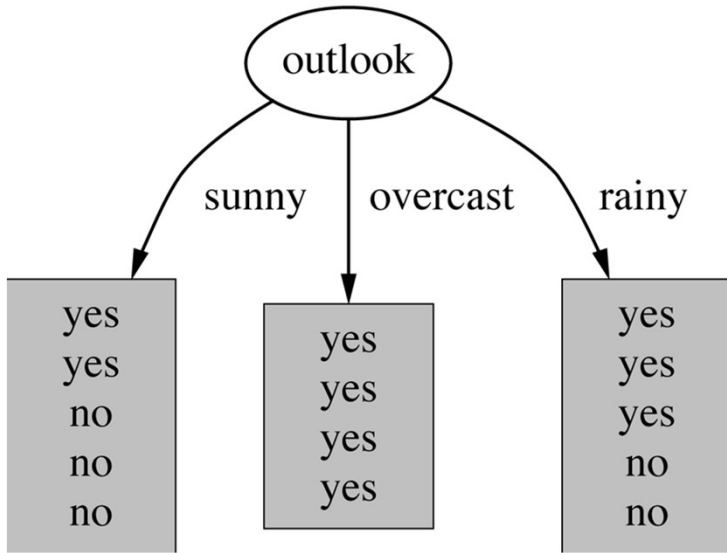 outlook
sunny
overcast
rainy
yes
yes
no
no
no
yes
yes
yes
yes
yes
yes
yes
no
no